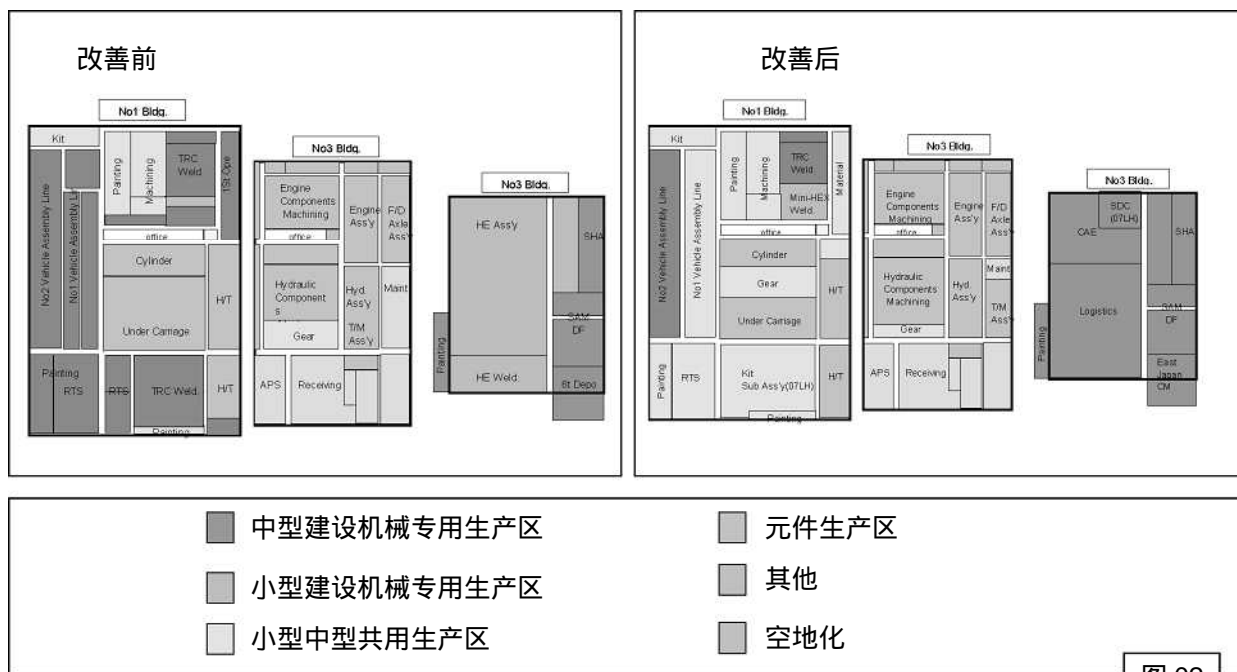 改善前
No1 Bldg.
Kit
No2 Vehicle Assembly Line
No1 Vehicle Assembly Line
Painting
Machining
TRC
Weld
1St Ope
office
Cylinder
Under Carriage
H/T
Painting
RTS
RTS
TRC Weld.
H/T
Painting
No3 Bldg.
Engine
Components
Machining
Engine
Ass'y
F/D
Axle
Ass'y
office
Hydraulic
Component
s
Hyd.
Ass'y
Maint
Gear
T/M
Ass'y
APS
Receiving
No3 Bldg.
HE Ass'y
SHA
SAM
DF
HE Weld.
6t Depo
Painting
改善后
No1 Bldg.
Kit
No2 Vehicle Assembly Line
No1 Vehicle Assembly Line
Painting
Machining
TRC
Weld
Mini-HEX
Weld.
Material
office
Cylinder
Gear
Under Carriage
H/T
Painting
RTS
Kit
Sub Ass'y(07LH)
Painting
H/T
No3 Bldg.
Engine
Components
Machining
Engine
Ass'y
F/D
Axle
Ass'y
office
Hydraulic
Components
Machining
Hyd.
Ass'y
Maint
T/M
Ass'y
Gear
APS
Receiving
No3 Bldg.
SDC
(07LH)
CAE
SHA
Logistics
SAM
DF
East
Japan
CM
Painting
中型建设机械专用生产区
小型建设机械专用生产区
小型中型共用生产区
元件生产区
其他
空地化